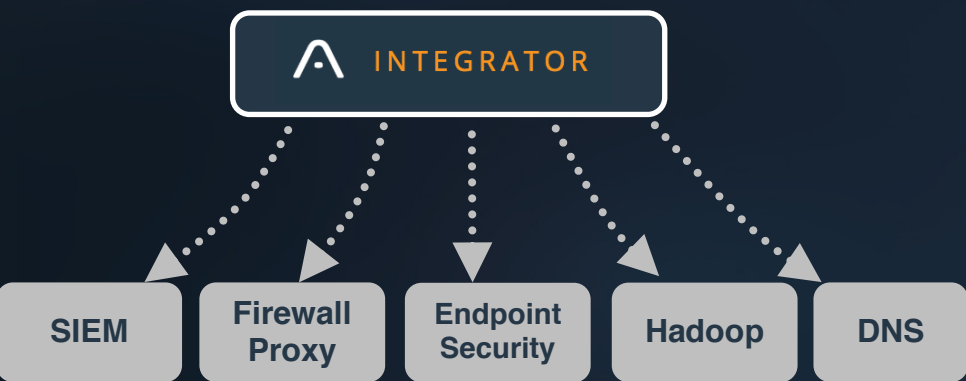 INTEGRATOR
SIEM
Firewall
Proxy
Endpoint
Security
Hadoop
DNS